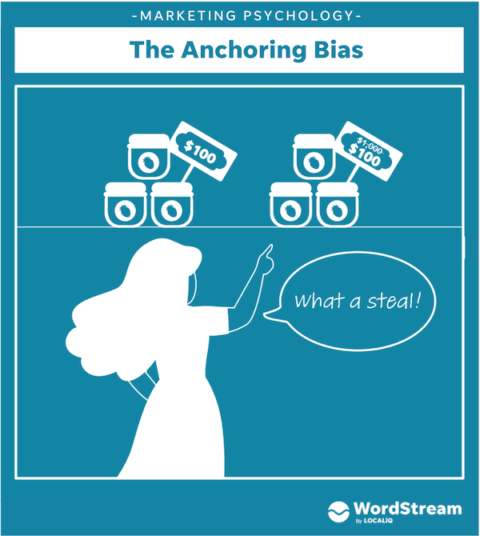 -MARKETING PSYCHOLOGY-
The Anchoring Bias
$100
$1,000
$100
What a steal!
WordStream
By LOCALiQ